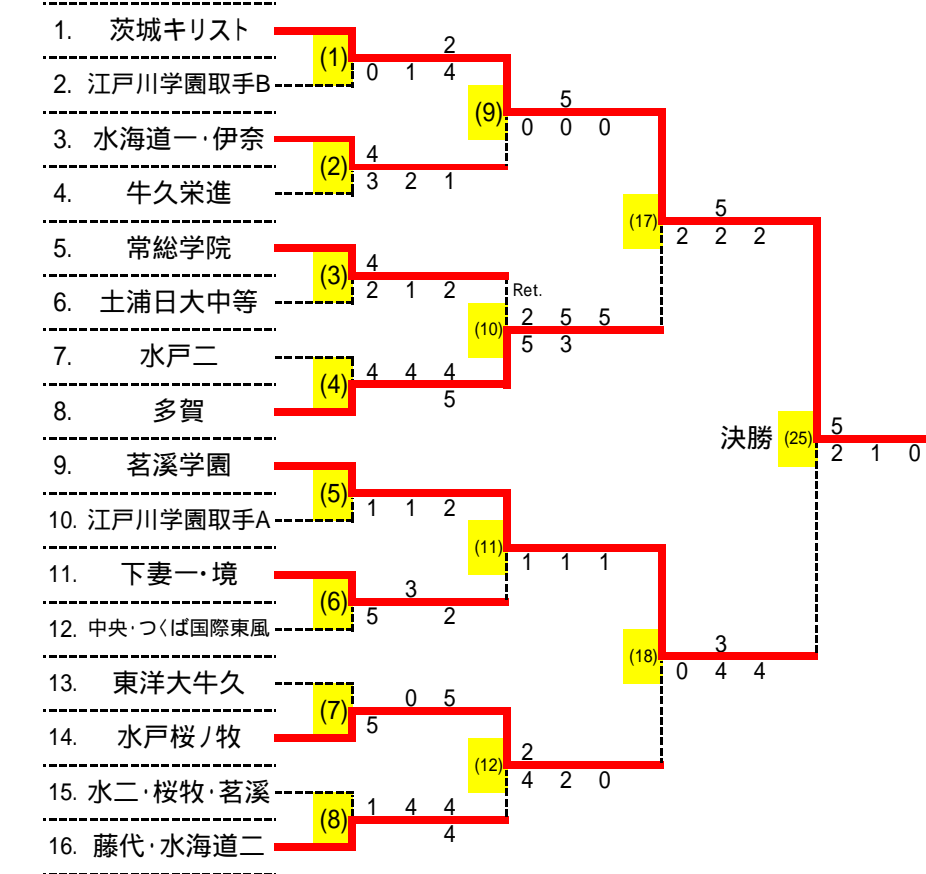 1. 茨城キリスト
2. 江戸川学園取手B
3. 水海道一・伊奈
4. 牛久栄進
5. 常総学院
6. 土浦日大中等
7. 水戸二
8. 多賀
9. 茗溪学園
10. 江戸川学園取手A
11. 下妻一・境
12. 中央・つくば国際東風
13. 東洋大牛久
14. 水戸桜ノ牧
15. 水二・桜牧・茗溪
16. 藤代・水海道二
(1)
2
0 1 4
(2)
4
3 2 1
(3)
4
2 1 2
(4)
4 4 4
5
(5)
1 1 2
(6)
3
5 2
(7)
0 5
5
(8)
1 4 4
4
(9)
5
0 0 0
(10)
Ret.
2 5 5
5 3
(11)
1 1 1
(12)
2
4 2 0
(17)
5
2 2 2
(18)
3
0 4 4
決勝 (25)
5
2 1 0